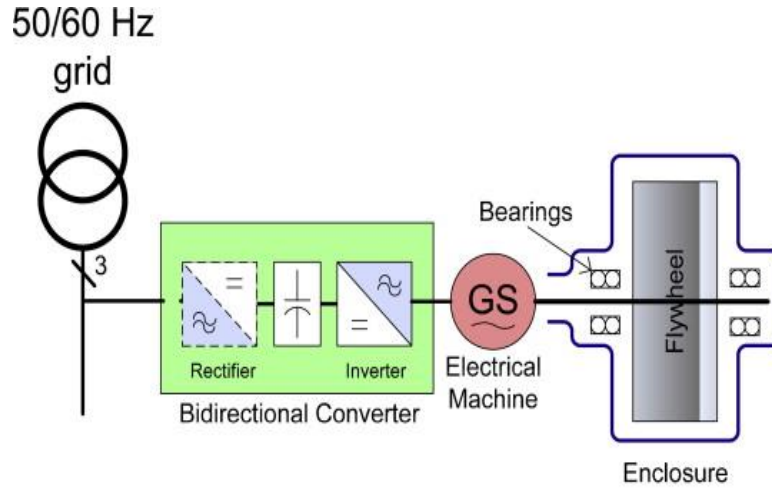 50/60 Hz
grid
3
Bearings
GS
Flywheel
Rectifier
Inverter
Electrical
Machine
Bidirectional Converter
Enclosure